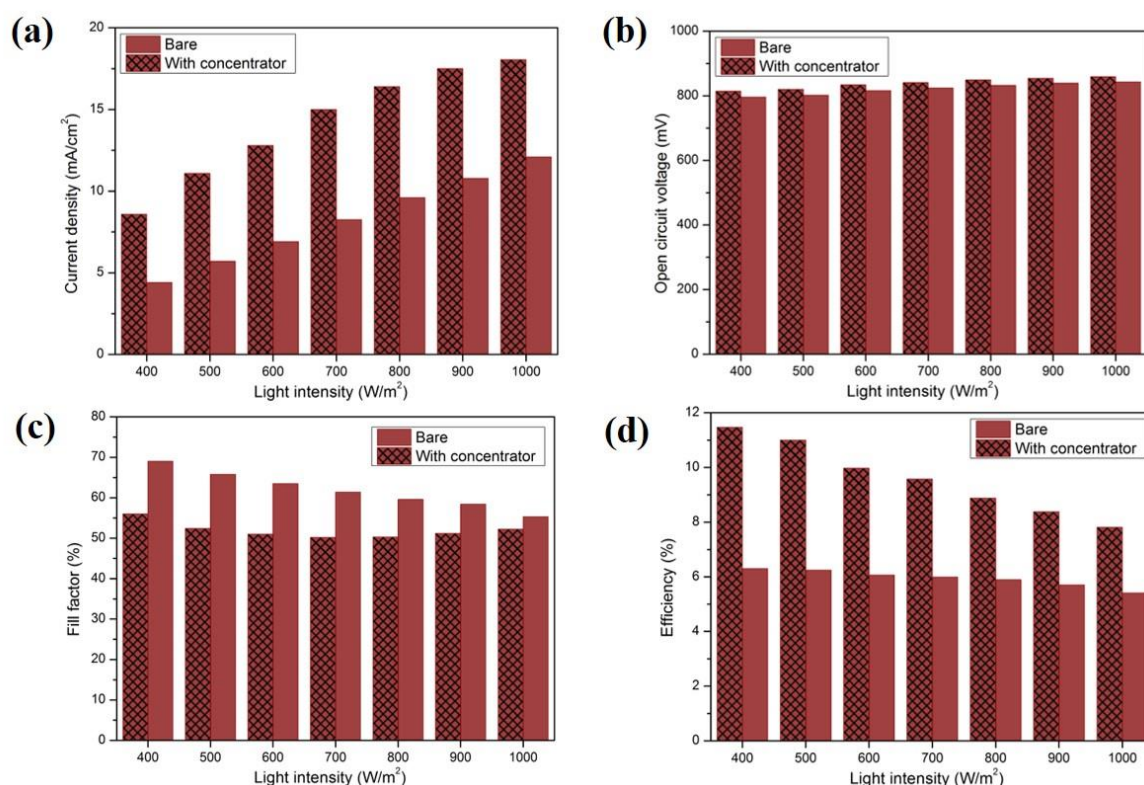 (a)
20
15
10
5
0
Current density (mA/cm²)
Bare
With concentrator
400 500 600 700 800 900 1000
Light intensity (W/m²)
(b)
1000
800
600
400
200
0
Open circuit voltage (mV)
Bare
With concentrator
400 500 600 700 800 900 1000
Light intensity (W/m²)
(c)
80
70
60
50
40
30
20
10
0
Fill factor (%)
Bare
With concentrator
400 500 600 700 800 900 1000
Light intensity (W/m²)
(d)
12
10
8
6
4
2
0
Efficiency (%)
Bare
With concentrator
400 500 600 700 800 900 1000
Light intensity (W/m²)